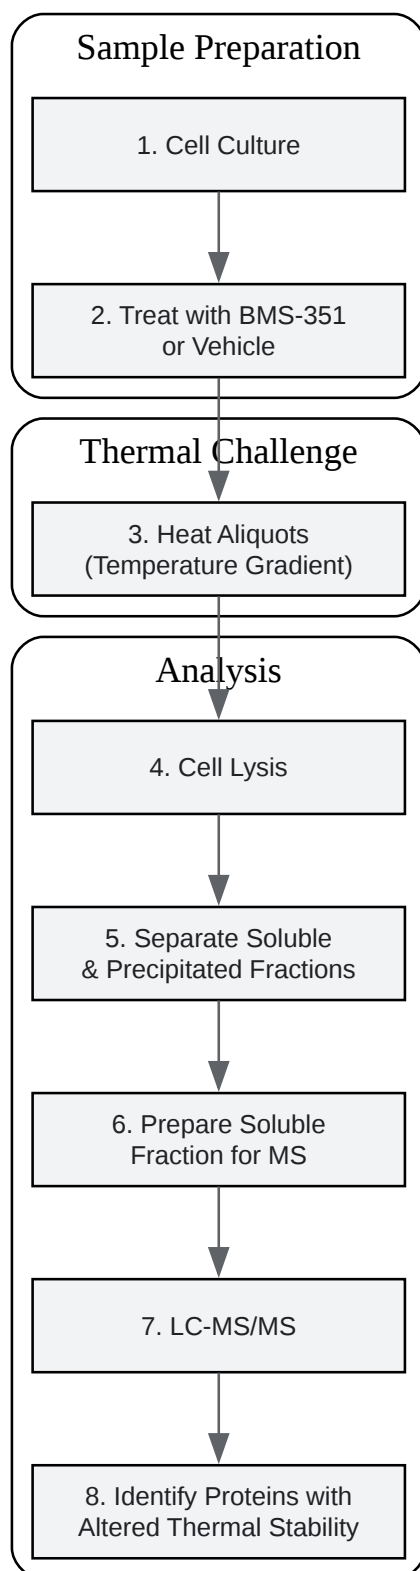 Sample Preparation
1. Cell Culture
2. Treat with BMS-351
or Vehicle
Thermal Challenge
3. Heat Aliquots
(Temperature Gradient)
Analysis
4. Cell Lysis
5. Separate Soluble
& Precipitated Fractions
6. Prepare Soluble
Fraction for MS
7. LC-MS/MS
8. Identify Proteins with
Altered Thermal Stability